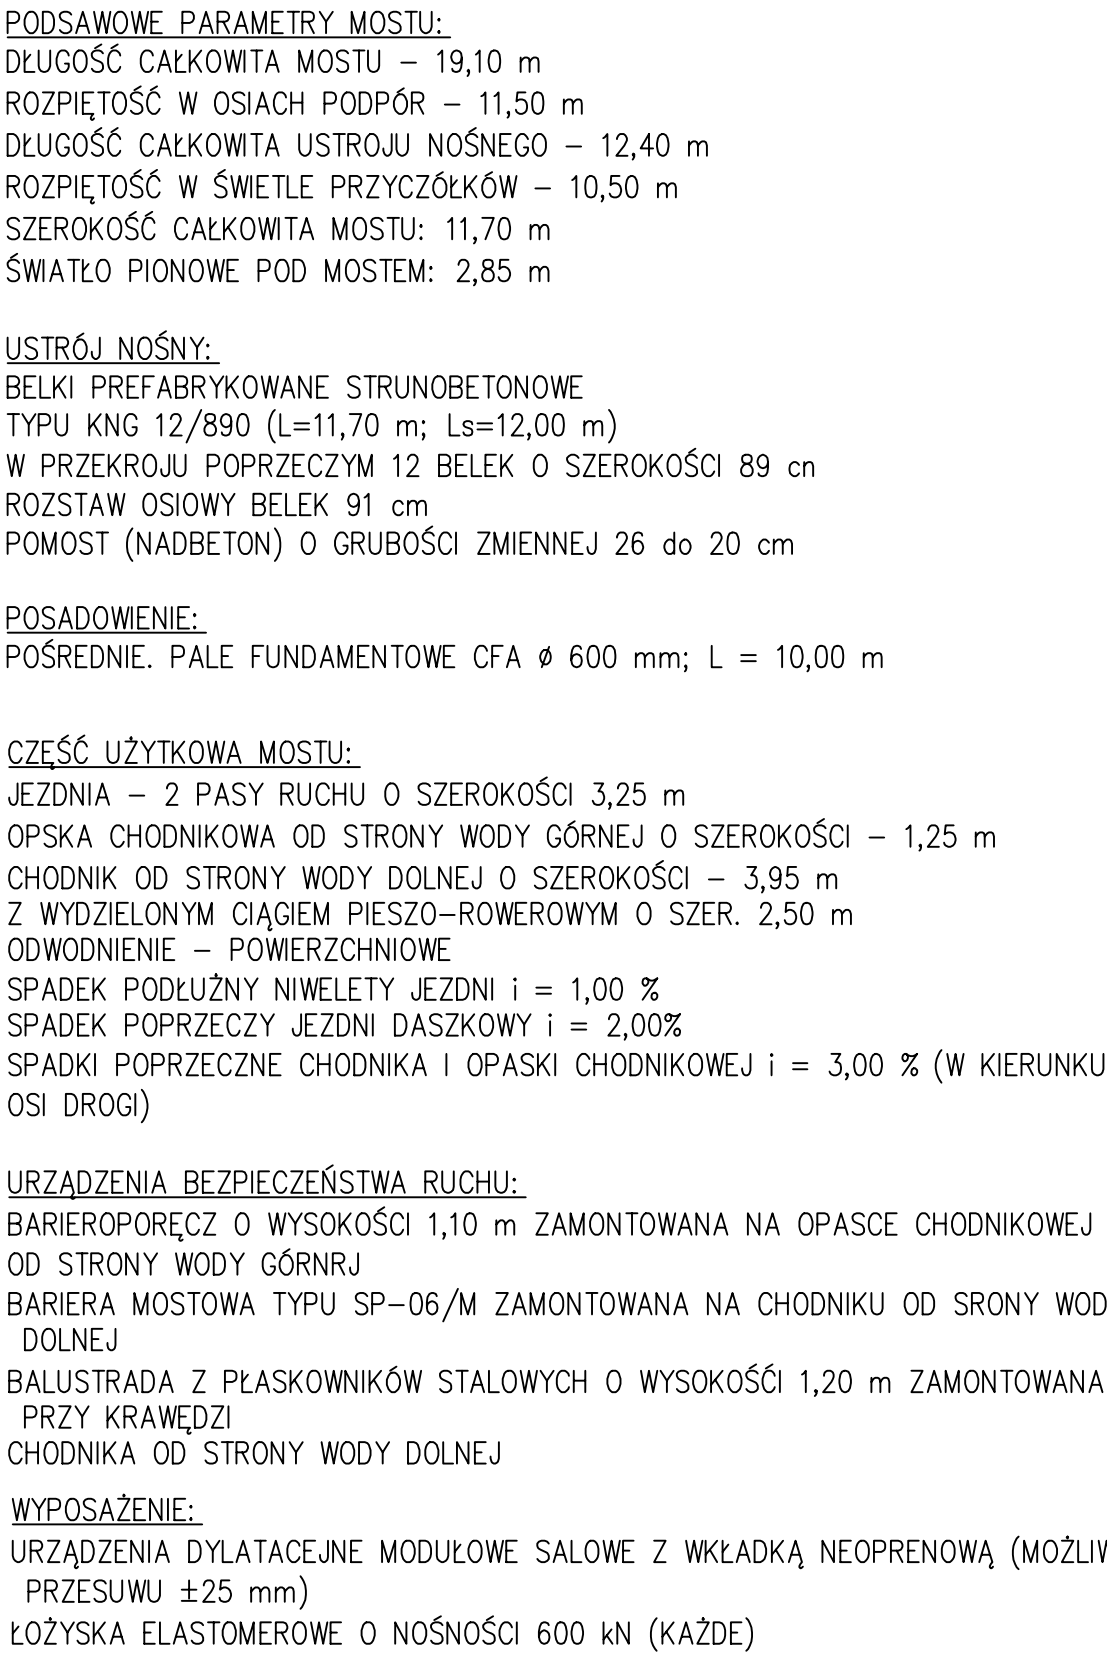 PODSAWOWE PARAMETRY MOSTU:
DŁUGOŚĆ CAŁKOWITA MOSTU – 19,10 m
ROZPIĘTOŚĆ W OSIACH PODPÓR – 11,50 m
DŁUGOŚĆ CAŁKOWITA USTROJU NOŚNEGO – 12,40 m
ROZPIĘTOŚĆ W ŚWIETLE PRZYCZÓŁKÓW – 10,50 m
SZEROKOŚĆ CAŁKOWITA MOSTU: 11,70 m
ŚWIATŁO PIONOWE POD MOSTEM: 2,85 m
USTRÓJ NOŚNY:
BELKI PREFABRYKOWANE STRUNOBETONOWE
TYPU KNG 12/890 (L=11,70 m; Ls=12,00 m)
W PRZEKROJU POPRZECZYM 12 BELEK O SZEROKOŚCI 89 cn
ROZSTAW OSIOWY BELEK 91 cm
POMOST (NADBETON) O GRUBOŚCI ZMIENNEJ 26 do 20 cm
POSADOWIENIE:
POŚREDNIE. PALE FUNDAMENTOWE CFA ø 600 mm; L = 10,00 m
CZĘŚĆ UŻYTKOWA MOSTU:
JEZDNIA – 2 PASY RUCHU O SZEROKOŚCI 3,25 m
OPSKA CHODNIKOWA OD STRONY WODY GÓRNEJ O SZEROKOŚCI – 1,25 m
CHODNIK OD STRONY WODY DOLNEJ O SZEROKOŚCI – 3,95 m
Z WYDZIELONYM CIĄGIEM PIESZO–ROWEROWYM O SZER. 2,50 m
ODWODNIENIE – POWIERZCHNIOWE
SPADEK PODŁUŻNY NIWELETY JEZDNI i = 1,00 %
SPADEK POPRZECZY JEZDNI DASZKOWY i = 2,00%
SPADKI POPRZECZNE CHODNIKA I OPASKI CHODNIKOWEJ i = 3,00 % (W KIERUNKU
OSI DROGI)
URZĄDZENIA BEZPIECZEŃSTWA RUCHU:
BARIEROPORĘCZ O WYSOKOŚCI 1,10 m ZAMONTOWANA NA OPASCE CHODNIKOWEJ
OD STRONY WODY GÓRNRJ
BARIERA MOSTOWA TYPU SP–06/M ZAMONTOWANA NA CHODNIKU OD SRONY WOD
DOLNEJ
BALUSTRADA Z PŁASKOWNIKÓW STALOWYCH O WYSOKOŚĆI 1,20 m ZAMONTOWANA
PRZY KRAWĘDZI
CHODNIKA OD STRONY WODY DOLNEJ
WYPOSAŻENIE:
URZĄDZENIA DYLATACEJNE MODUŁOWE SALOWE Z WKŁADKĄ NEOPRENOWĄ (MOŻLIW
PRZESUWU ±25 mm)
ŁOŻYSKA ELASTOMEROWE O NOŚNOŚCI 600 kN (KAŻDE)